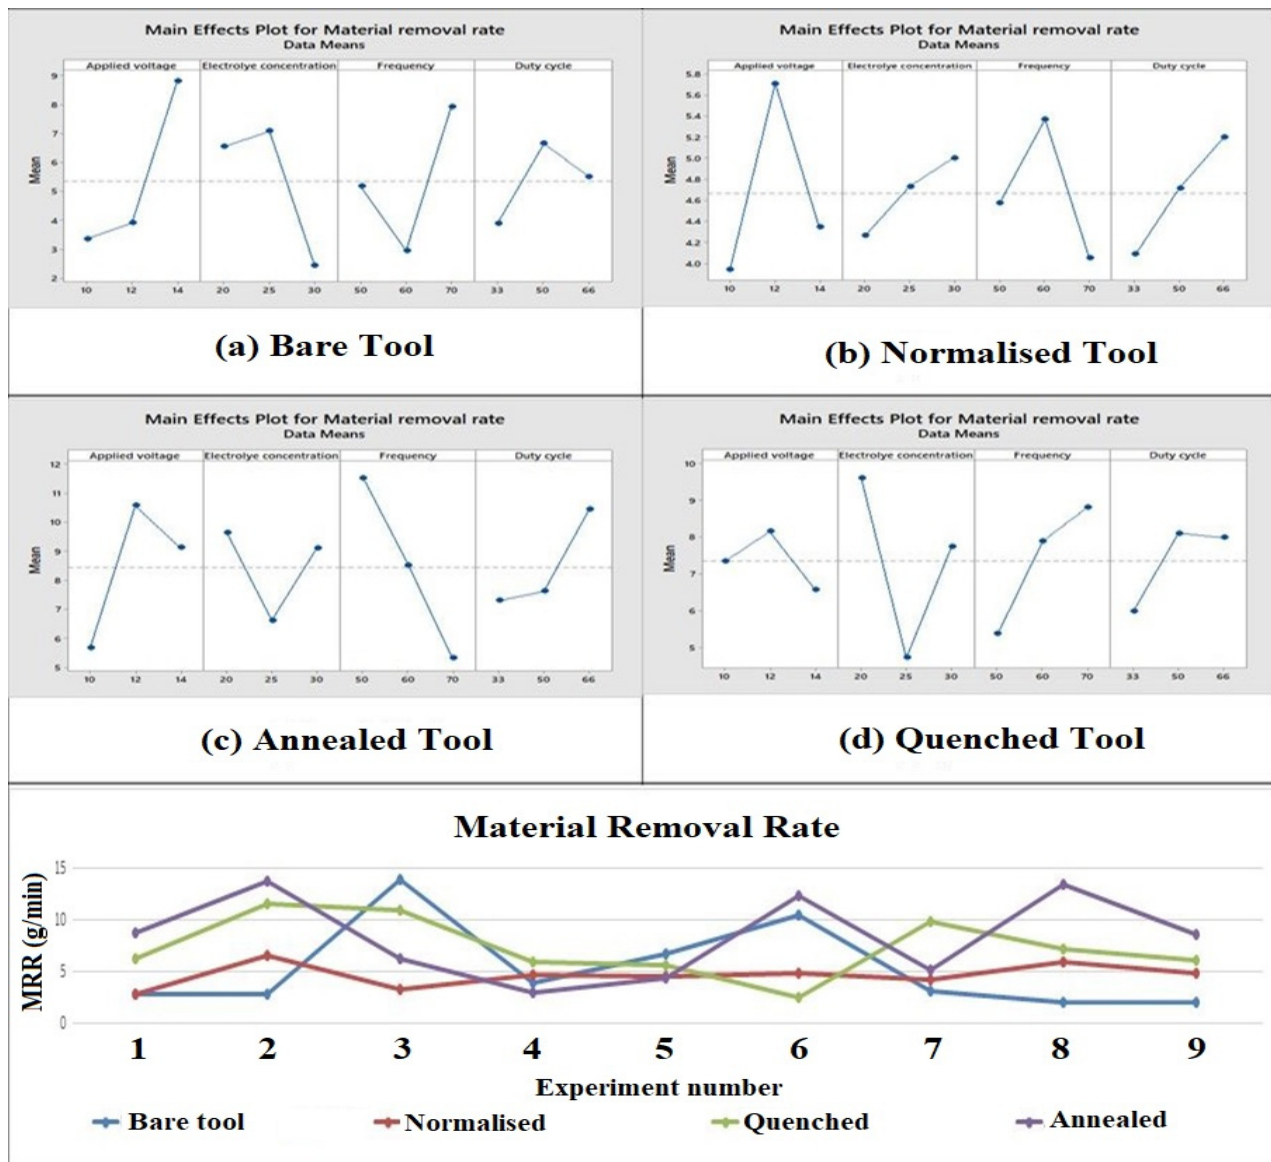 Main Effects Plot for Material removal rate
Data Means
Applied voltage Electrolye concentration Frequency Duty cycle
Mean
9
8
7
6
5
4
3
2
10 12 14 20 25 30 50 60 70 33 50 66
(a) Bare Tool
Main Effects Plot for Material removal rate
Data Means
Applied voltage Electrolye concentration Frequency Duty cycle
Mean
5.8
5.6
5.4
5.2
5.0
4.8
4.6
4.4
4.2
4.0
10 12 14 20 25 30 50 60 70 33 50 66
(b) Normalised Tool
Main Effects Plot for Material removal rate
Data Means
Applied voltage Electrolye concentration Frequency Duty cycle
Mean
12
11
10
9
8
7
6
5
10 12 14 20 25 30 50 60 70 33 50 66
(c) Annealed Tool
Main Effects Plot for Material removal rate
Data Means
Applied voltage Electrolye concentration Frequency Duty cycle
Mean
10
9
8
7
6
5
10 12 14 20 25 30 50 60 70 33 50 66
(d) Quenched Tool
Material Removal Rate
MRR (g/min)
15
10
5
0
1 2 3 4 5 6 7 8 9
Experiment number
Bare tool Normalised Quenched Annealed